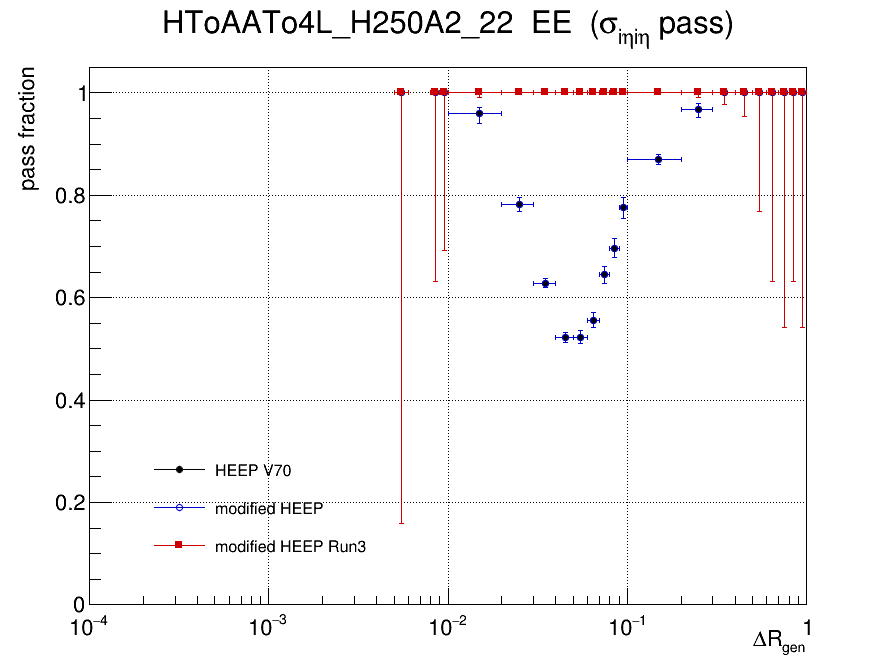 HToAATo4L_H250A2_22 EE (σiηiη pass)
pass fraction
1
0.8
0.6
0.4
0.2
0
HEEP V70
modified HEEP
modified HEEP Run3
10⁻⁴ 10⁻³ 10⁻² 10⁻¹ 1
ΔRgen